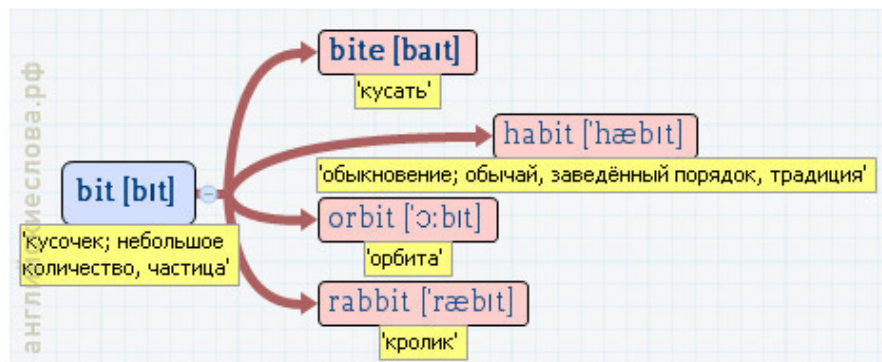 bite [baɪt]
'кусать'
habit ['hæbɪt]
'обыкновение; обычай, заведённый порядок, традиция'
bit [bɪt]
'кусочек; небольшое
количество, частица'
orbit ['ɔ:bɪt]
'орбита'
rabbit ['ræbɪt]
'кролик'
английскиеслова.рф